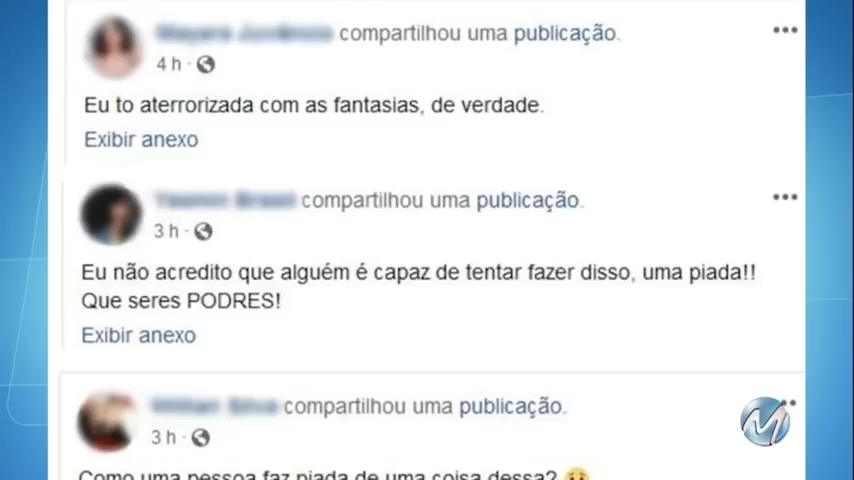 compartilhou uma publicação.
4 h ·
Eu to aterrorizada com as fantasias, de verdade.
Exibir anexo
compartilhou uma publicação.
3 h ·
Eu não acredito que alguém é capaz de tentar fazer disso, uma piada!!
Que seres PODRES!
Exibir anexo
compartilhou uma publicação.
3 h ·
Como uma pessoa faz piada de uma coisa dessa? 😢
M